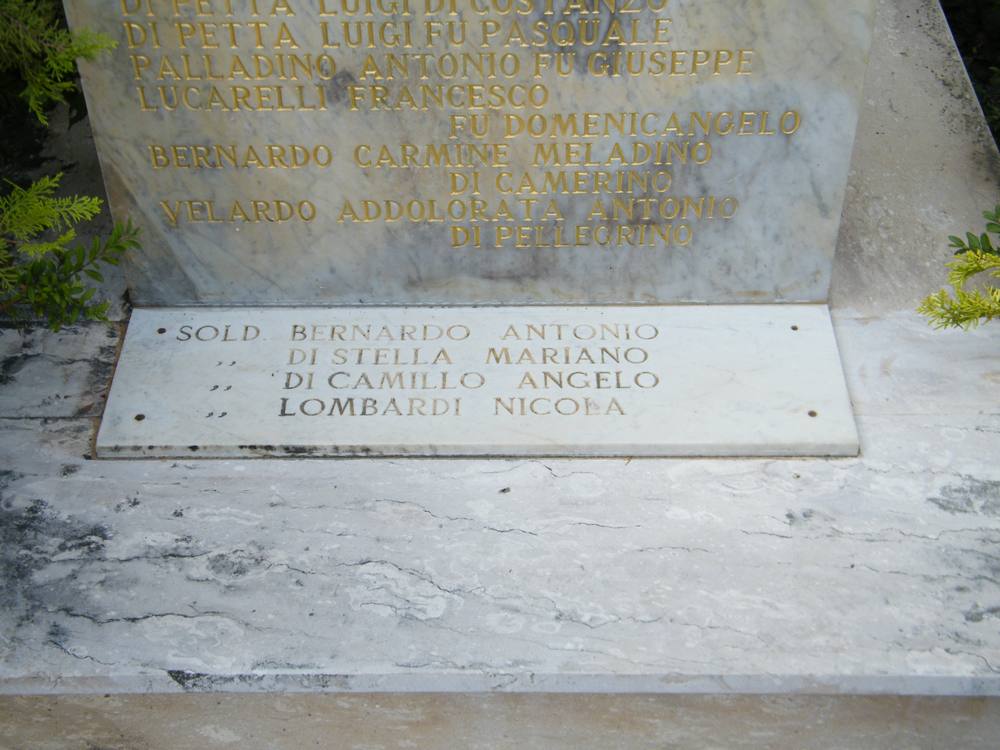 DI PETTA LUIGI DI COSTANZO
DI PETTA LUIGI FU PASQUALE
PALLADINO ANTONIO FU GIUSEPPE
LUCARELLI FRANCESCO
FU DOMENICANGELO
BERNARDO CARMINE MELADINO
DI CAMERINO
VELARDO ADDOLORATA ANTONIO
DI PELLEGRINO
SOLD. BERNARDO ANTONIO
,, DI STELLA MARIANO
,, DI CAMILLO ANGELO
,, LOMBARDI NICOLA